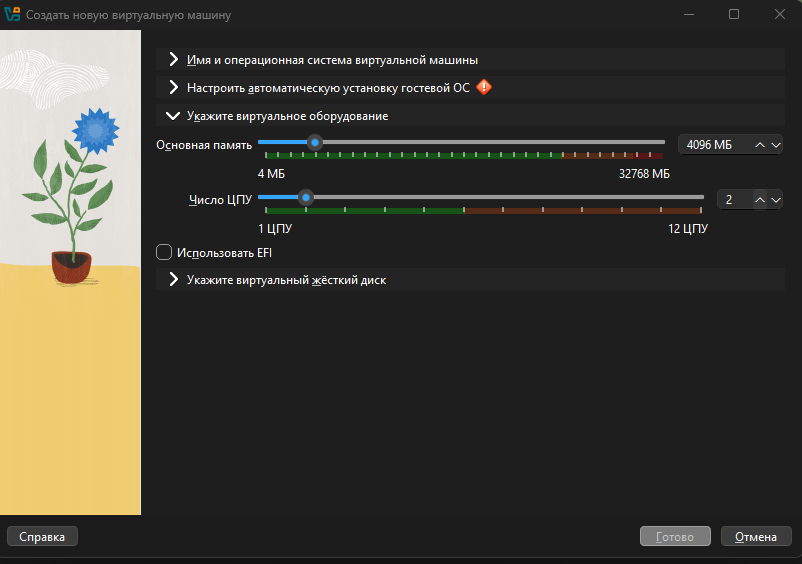 Создать новую виртуальную машину
Имя и операционная система виртуальной машины
Настроить автоматическую установку гостевой ОС
Укажите виртуальное оборудование
Основная память
4096 МБ
4 МБ
32768 МБ
Число ЦПУ
2
1 ЦПУ
12 ЦПУ
Использовать EFI
Укажите виртуальный жёсткий диск
Справка
Готово
Отмена